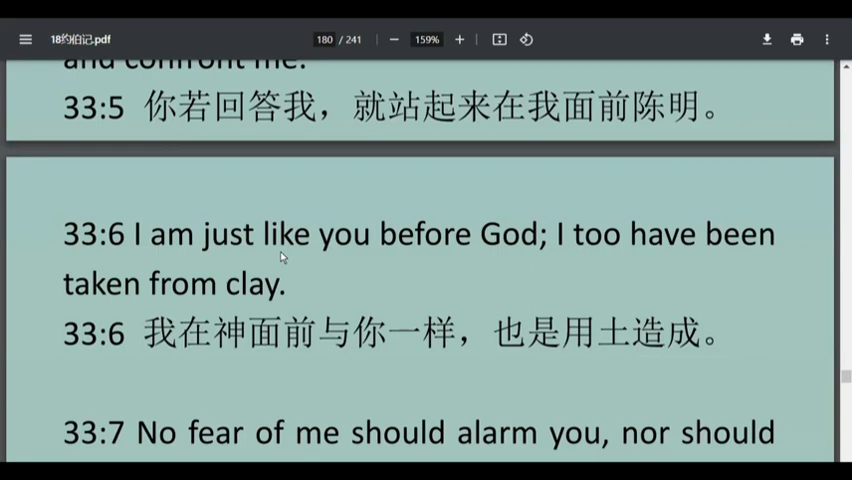 18约伯记.pdf
180 / 241
159%
and confront me.
33:5 你若回答我，就站起来在我面前陈明。
33:6 I am just like you before God; I too have been
taken from clay.
33:6 我在神面前与你一样，也是用土造成。
33:7 No fear of me should alarm you, nor should